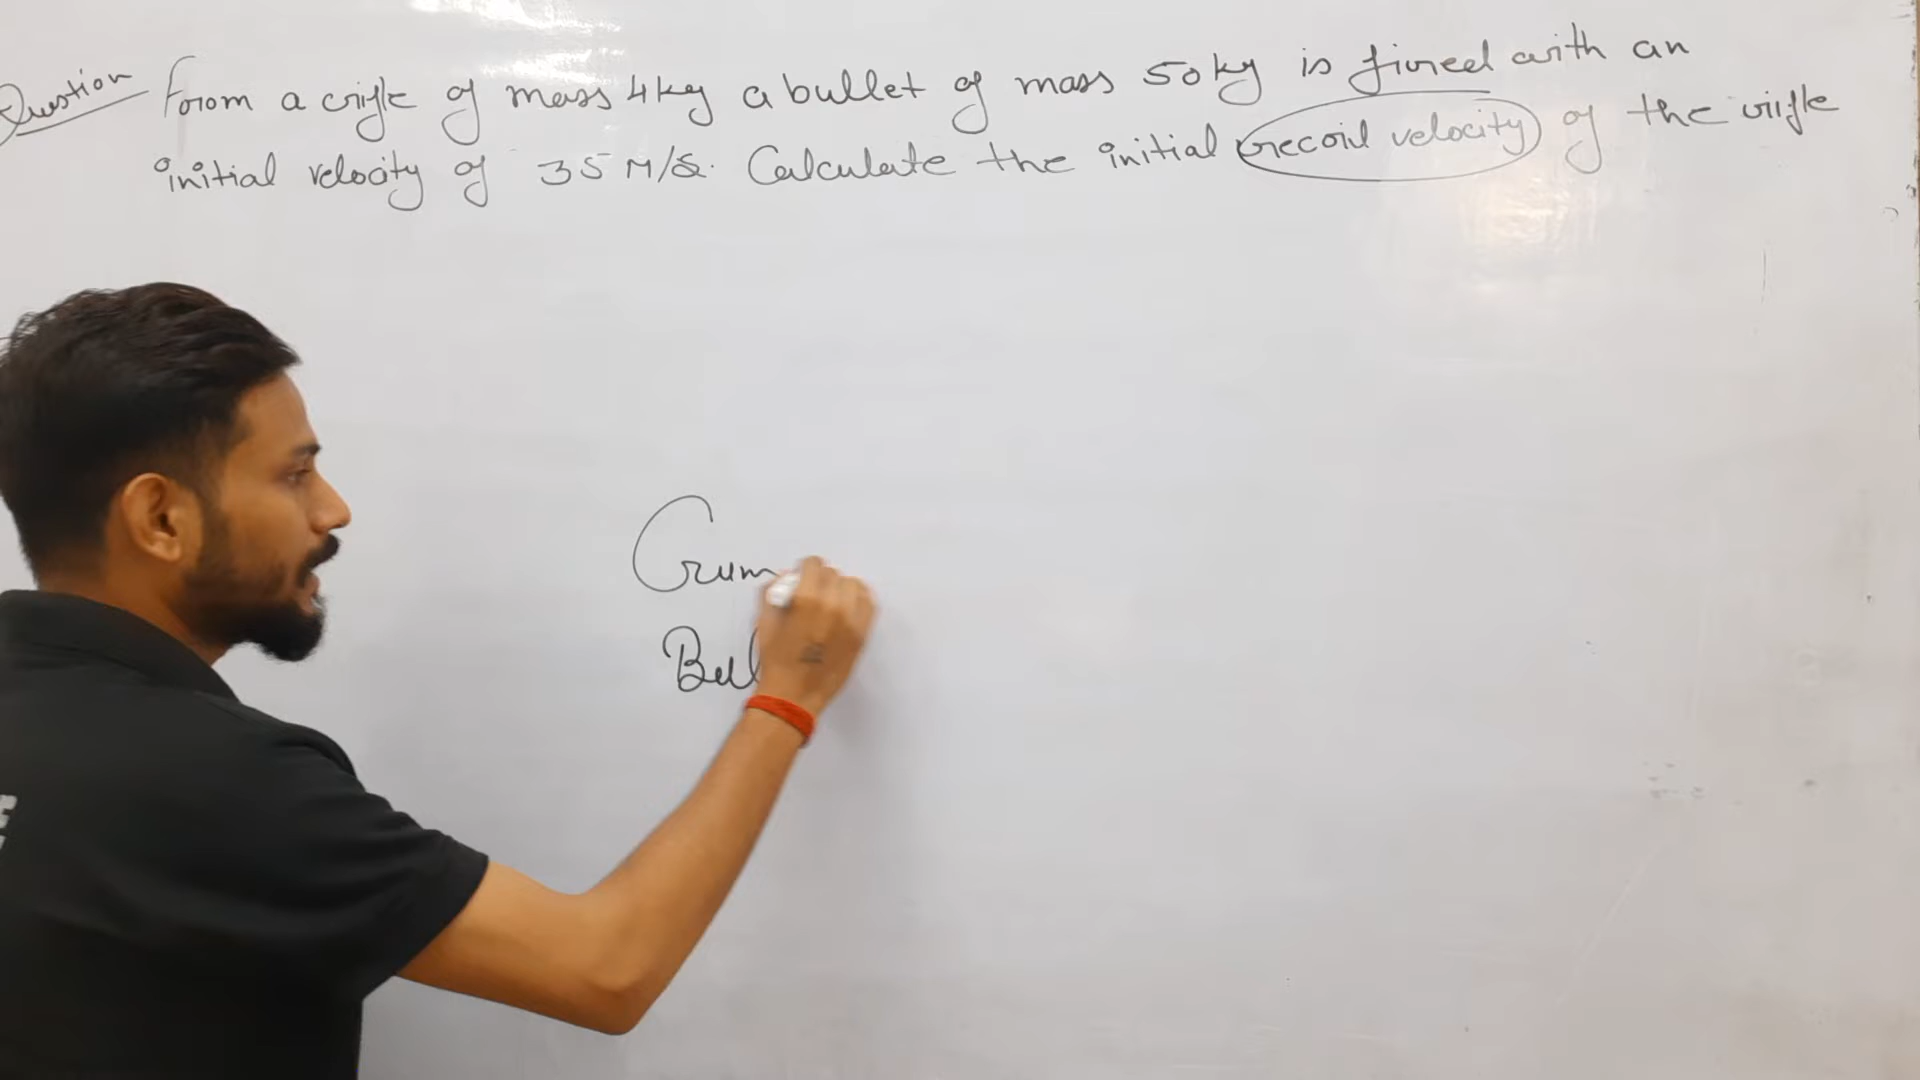 Question From a rifle of mass 4kg a bullet of mass 50kg is fired with an
initial velocity of 35 M/S. Calculate the initial recoil velocity of the rifle
Gun
Bul